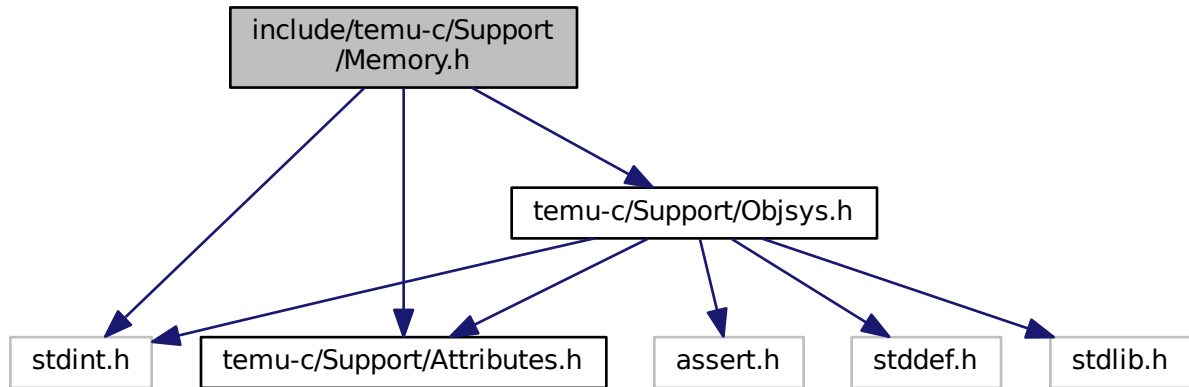 include/temu-c/Support
/Memory.h
temu-c/Support/Objsys.h
stdint.h
temu-c/Support/Attributes.h
assert.h
stddef.h
stdlib.h